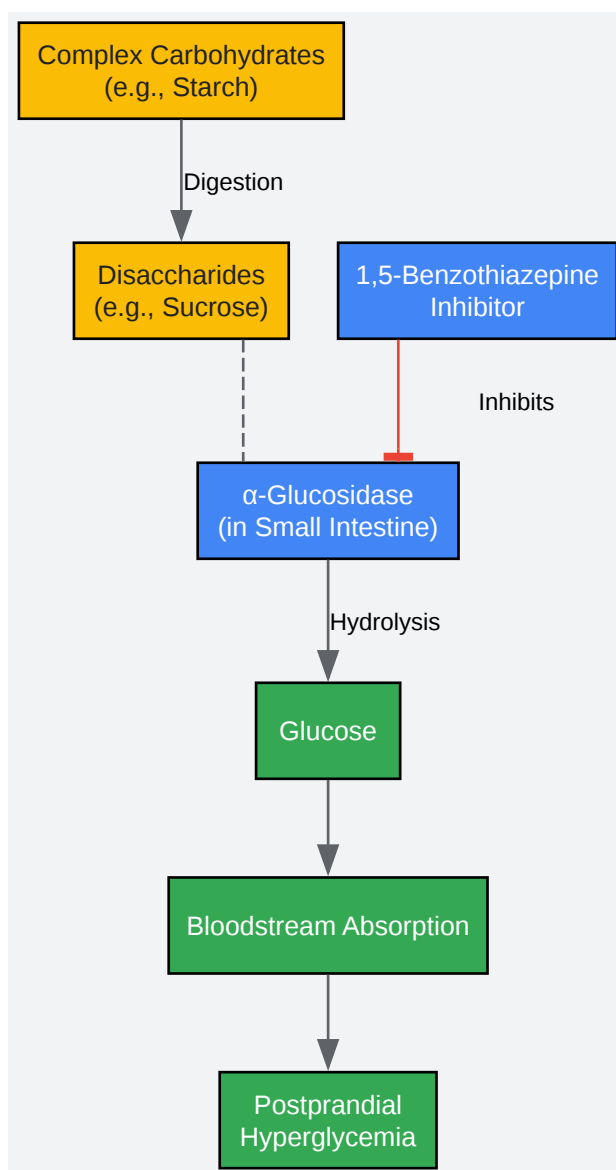 Complex Carbohydrates
(e.g., Starch)
Digestion
Disaccharides
(e.g., Sucrose)
1,5-Benzothiazepine
Inhibitor
Inhibits
α-Glucosidase
(in Small Intestine)
Hydrolysis
Glucose
Bloodstream Absorption
Postprandial
Hyperglycemia